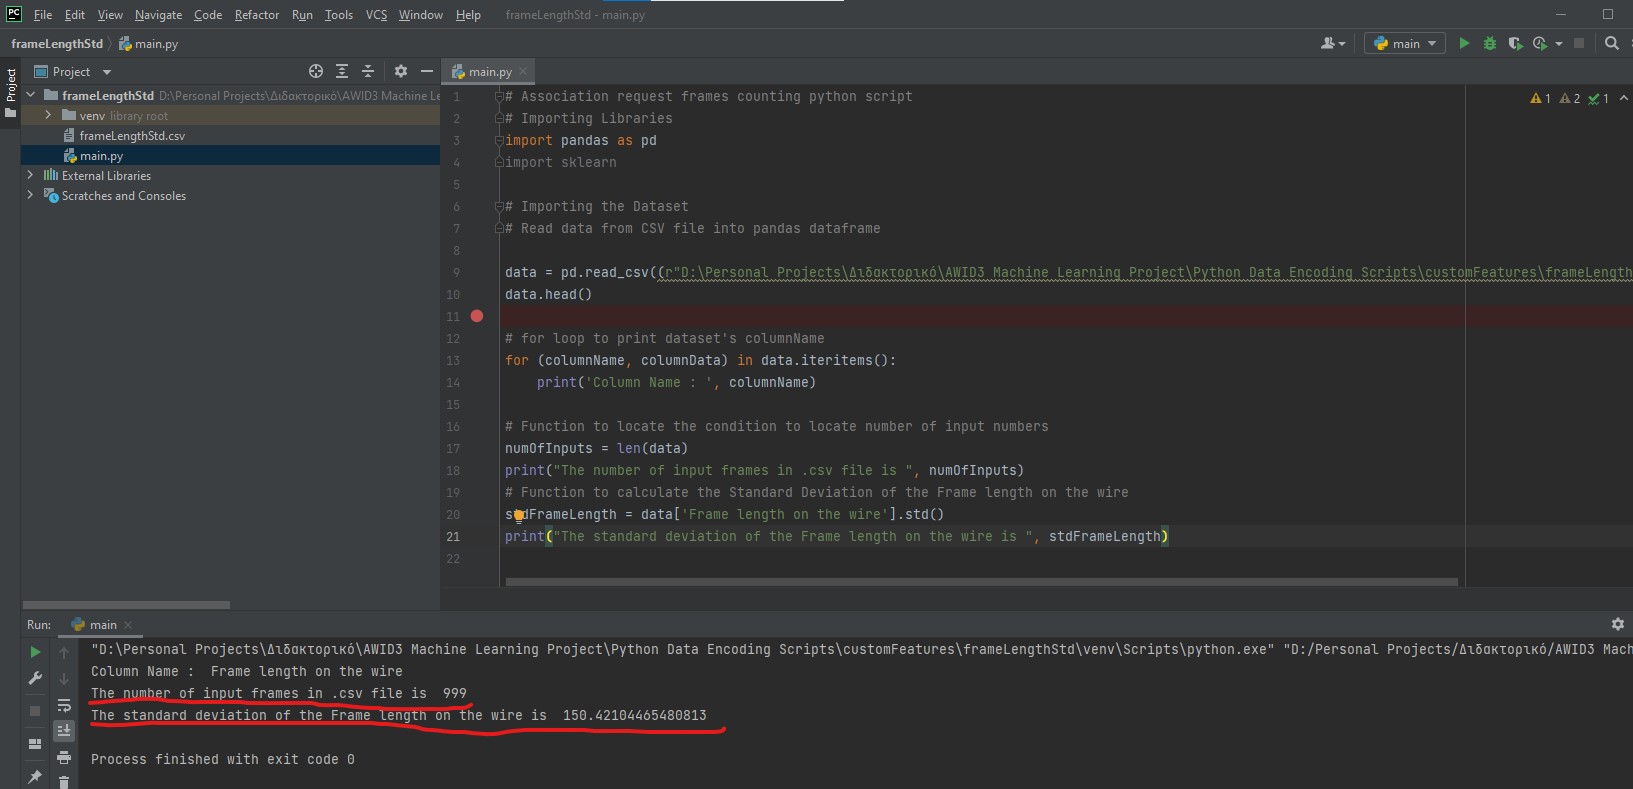 PC File Edit View Navigate Code Refactor Run Tools VCS Window Help frameLengthStd - main.py
frameLengthStd main.py main
Project
Project main.py
frameLengthStd D:\Personal Projects\Διδακτορικό\AWID3 Machine Le
venv library root
frameLengthStd.csv
main.py
External Libraries
Scratches and Consoles
1 2 1
1 # Association request frames counting python script
2 # Importing Libraries
3 import pandas as pd
4 import sklearn
5
6 # Importing the Dataset
7 # Read data from CSV file into pandas dataframe
8
9 data = pd.read_csv((r"D:\Personal Projects\Διδακτορικό\AWID3 Machine Learning Project\Python Data Encoding Scripts\customFeatures\frameLength
10 data.head()
11
12 # for loop to print dataset's columnName
13 for (columnName, columnData) in data.iteritems():
14 print('Column Name : ', columnName)
15
16 # Function to locate the condition to locate number of input numbers
17 numOfInputs = len(data)
18 print("The number of input frames in .csv file is ", numOfInputs)
19 # Function to calculate the Standard Deviation of the Frame length on the wire
20 stdFrameLength = data['Frame length on the wire'].std()
21 print("The standard deviation of the Frame length on the wire is ", stdFrameLength)
22
Run: main
"D:\Personal Projects\Διδακτορικό\AWID3 Machine Learning Project\Python Data Encoding Scripts\customFeatures\frameLengthStd\venv\Scripts\python.exe" "D:/Personal Projects/Διδακτορικό/AWID3 Mach
Column Name :  Frame length on the wire
The number of input frames in .csv file is  999
The standard deviation of the Frame length on the wire is  150.42104465480813
Process finished with exit code 0